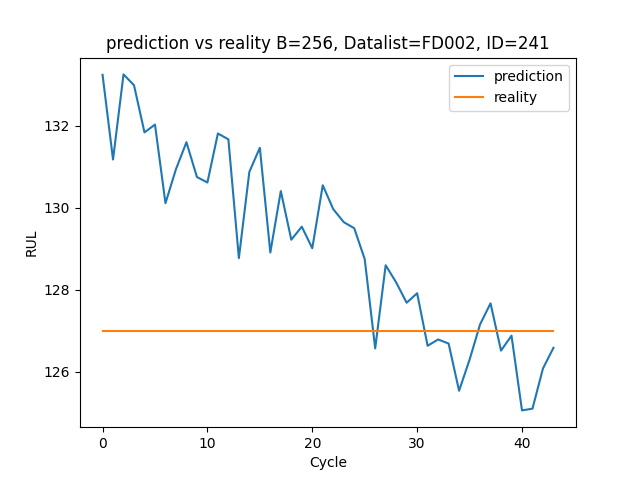 prediction vs reality B=256, Datalist=FD002, ID=241
prediction
reality
132
130
128
126
RUL
0 10 20 30 40
Cycle